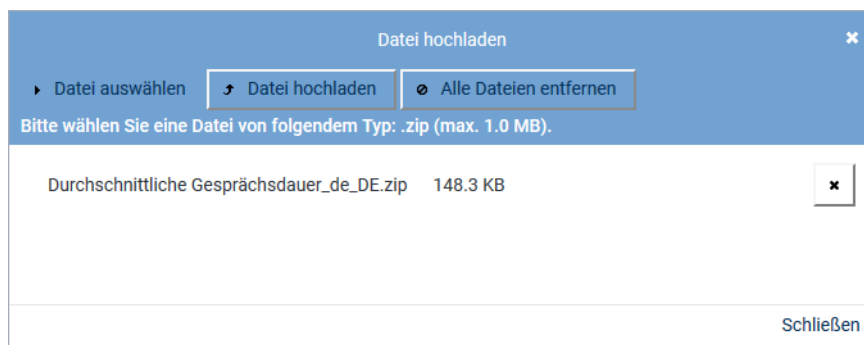 Datei hochladen
Datei auswählen Datei hochladen Alle Dateien entfernen
Bitte wählen Sie eine Datei von folgendem Typ: .zip (max. 1.0 MB).
Durchschnittliche Gesprächsdauer_de_DE.zip 148.3 KB
Schließen